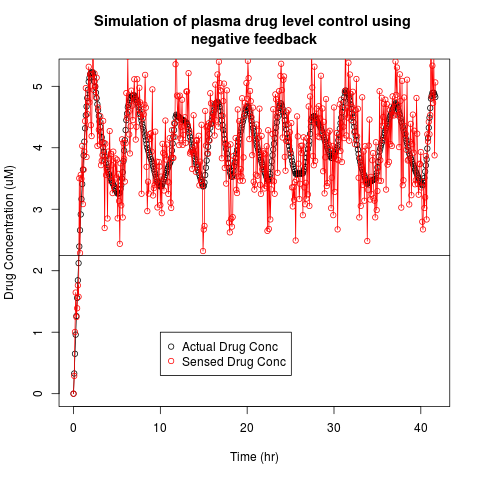 Simulation of plasma drug level control using
negative feedback
Drug Concentration (uM)
5
4
3
2
1
0
Actual Drug Conc
Sensed Drug Conc
0
10
20
30
40
Time (hr)